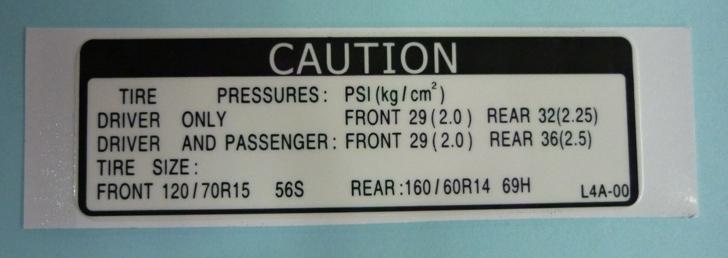 CAUTION
TIRE PRESSURES: PSI (kg/cm²)
DRIVER ONLY FRONT 29 (2.0) REAR 32(2.25)
DRIVER AND PASSENGER: FRONT 29 (2.0) REAR 36(2.5)
TIRE SIZE:
FRONT 120/70R15 56S REAR:160/60R14 69H L4A-00